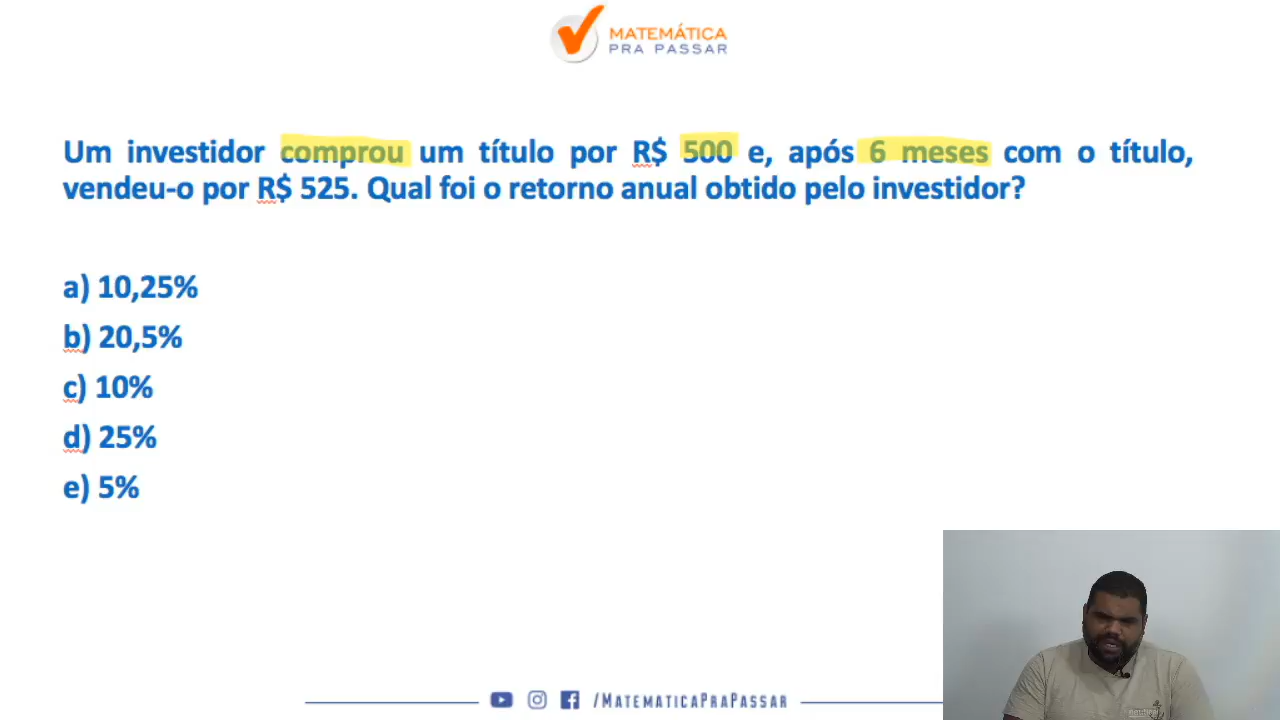 MATEMÁTICA
PRA PASSAR
Um investidor comprou um título por R$ 500 e, após 6 meses com o título,
vendeu-o por R$ 525. Qual foi o retorno anual obtido pelo investidor?
a) 10,25%
b) 20,5%
c) 10%
d) 25%
e) 5%
/MATEMATICAPRAPASSAR